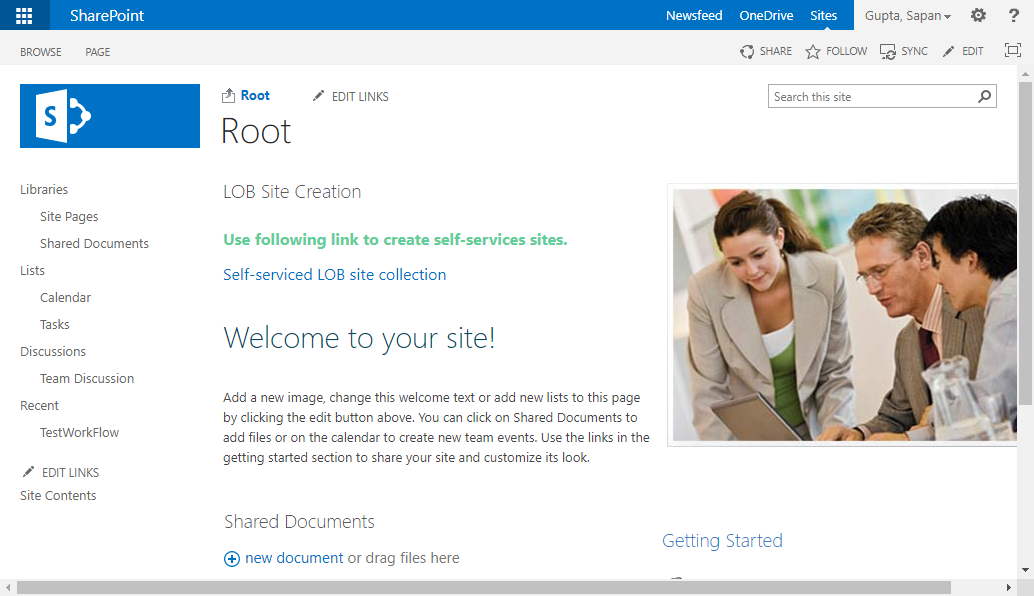 SharePoint
Newsfeed OneDrive Sites Gupta, Sapan ?
BROWSE PAGE SHARE FOLLOW SYNC EDIT
S
Root EDIT LINKS
Search this site
Root
Libraries
Site Pages
Shared Documents
Lists
Calendar
Tasks
Discussions
Team Discussion
Recent
TestWorkFlow
EDIT LINKS
Site Contents
LOB Site Creation
Use following link to create self-services sites.
Self-serviced LOB site collection
Welcome to your site!
Add a new image, change this welcome text or add new lists to this page
by clicking the edit button above. You can click on Shared Documents to
add files or on the calendar to create new team events. Use the links in the
getting started section to share your site and customize its look.
Shared Documents
new document or drag files here
Getting Started